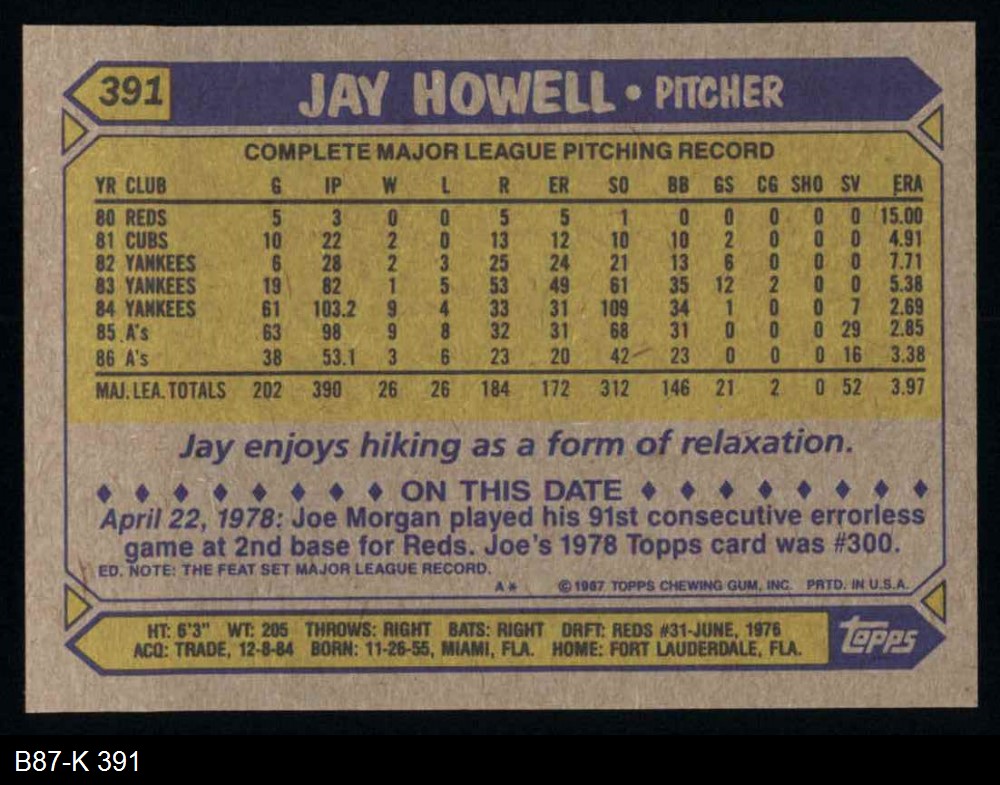 391 JAY HOWELL • PITCHER
COMPLETE MAJOR LEAGUE PITCHING RECORD
YR CLUB G IP W L R ER SO BB GS CG SHO SV ERA
80 REDS 5 3 0 0 5 5 1 0 0 0 0 0 15.00
81 CUBS 10 22 2 0 13 12 10 10 2 0 0 0 4.91
82 YANKEES 6 28 2 3 25 24 21 13 6 0 0 0 7.71
83 YANKEES 19 82 1 5 53 49 61 35 12 2 0 0 5.38
84 YANKEES 61 103.2 9 4 33 31 109 34 1 0 0 7 2.69
85 A's 63 98 9 8 32 31 68 31 0 0 0 29 2.85
86 A's 38 53.1 3 6 23 20 42 23 0 0 0 16 3.38
MAJ. LEA. TOTALS 202 390 26 26 184 172 312 146 21 2 0 52 3.97
Jay enjoys hiking as a form of relaxation.
♦ ♦ ♦ ♦ ♦ ♦ ♦ ♦ ON THIS DATE ♦ ♦ ♦ ♦ ♦ ♦ ♦ ♦
April 22, 1978: Joe Morgan played his 91st consecutive errorless
game at 2nd base for Reds. Joe's 1978 Topps card was #300.
ED. NOTE: THE FEAT SET MAJOR LEAGUE RECORD.
A* © 1987 TOPPS CHEWING GUM, INC. PRTD. IN U.S.A.
HT: 6'3" WT: 205 THROWS: RIGHT BATS: RIGHT DRFT: REDS #31-JUNE, 1976
ACQ: TRADE, 12-8-84 BORN: 11-26-55, MIAMI, FLA. HOME: FORT LAUDERDALE, FLA.
topps
B87-K 391